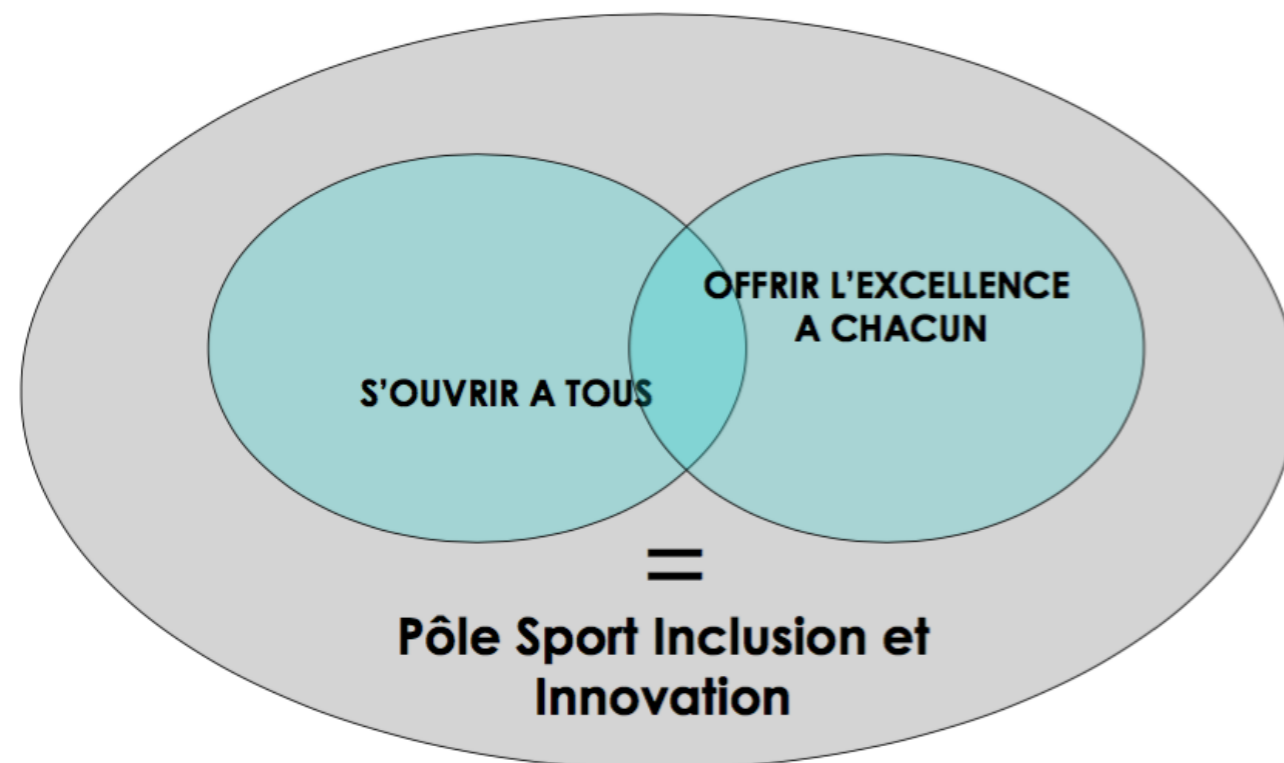 OFFRIR L'EXCELLENCE
A CHACUN
S'OUVRIR A TOUS
=
Pôle Sport Inclusion et
Innovation